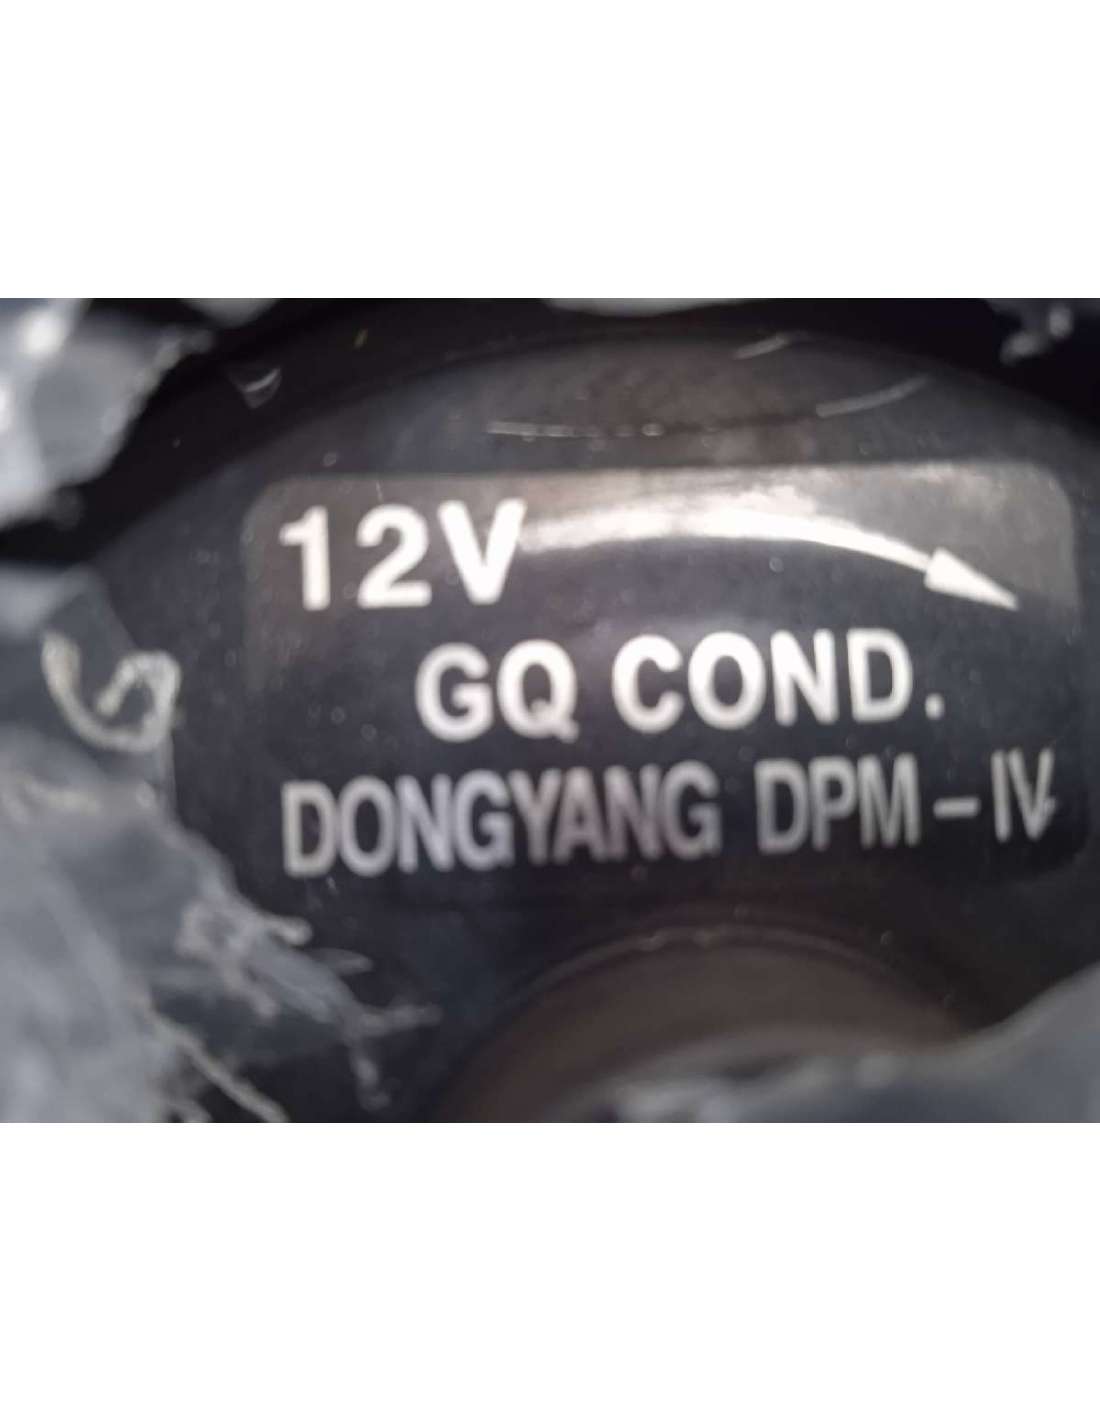 12V
GQ COND.
DONGYANG DPM-IV